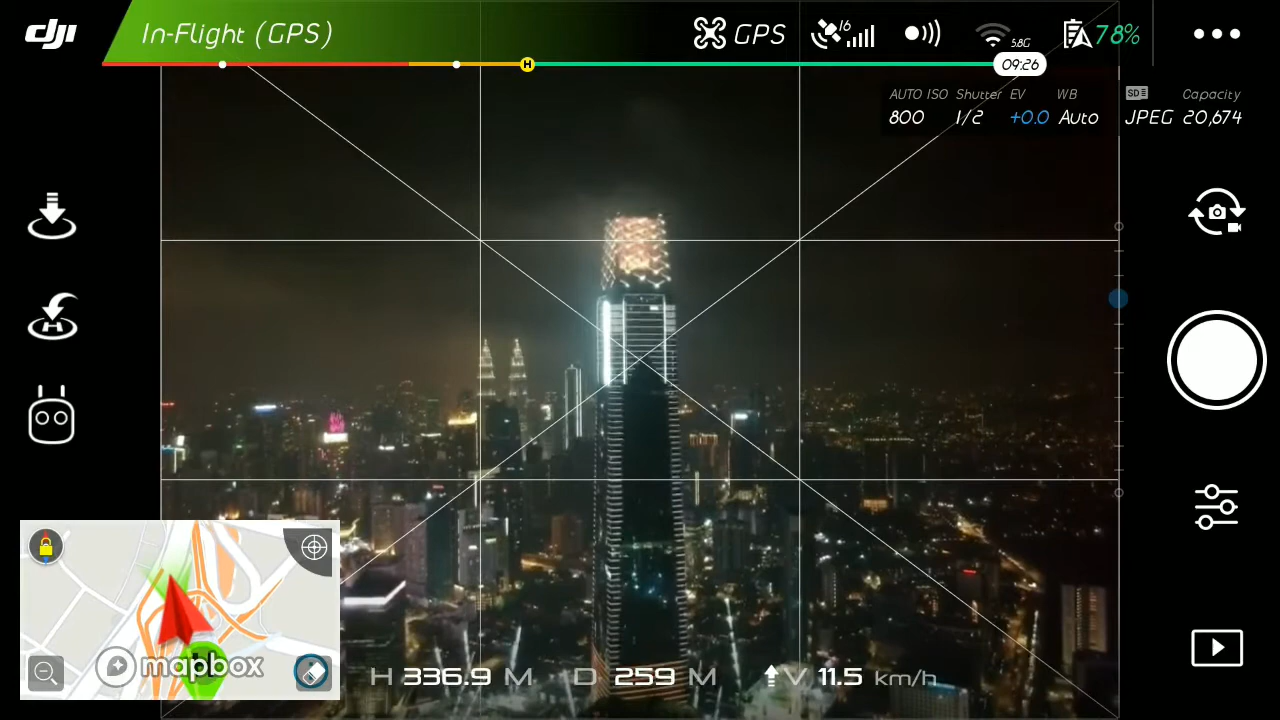 dji
In-Flight (GPS)
GPS
16
5.8G
78%
H
09:26
AUTO ISO Shutter EV WB SD Capacity
800 1/2 +0.0 Auto JPEG 20,674
H
mapbox
H 336.9 M D 259 M V 11.5 km/h